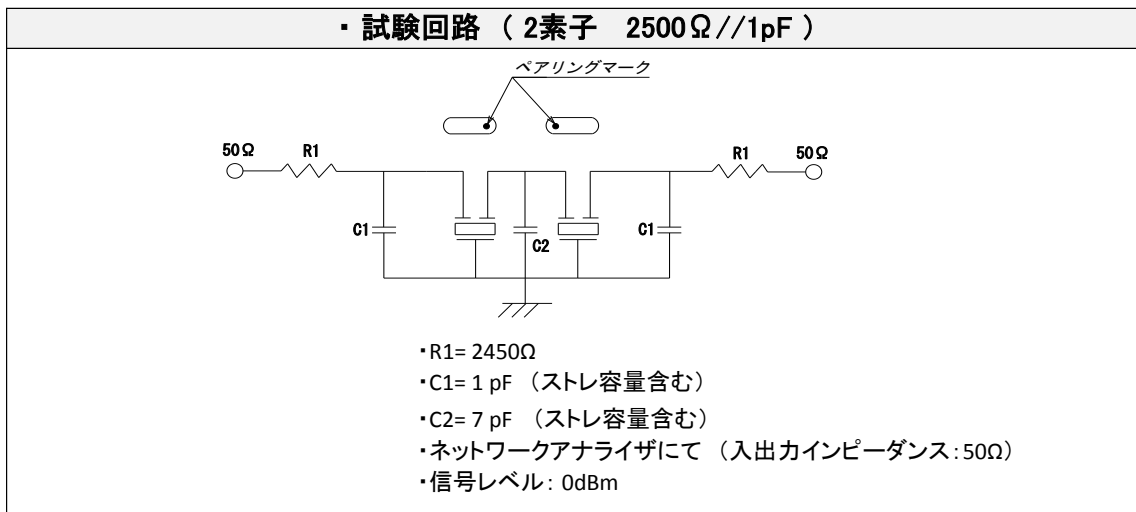 ・試験回路 ( 2素子　2500Ω//1pF )
ペアリングマーク
50Ω R1 R1 50Ω
C1 C2 C1
・R1= 2450Ω
・C1= 1 pF （ストレ容量含む）
・C2= 7 pF （ストレ容量含む）
・ネットワークアナライザにて （入出力インピーダンス：50Ω）
・信号レベル： 0dBm